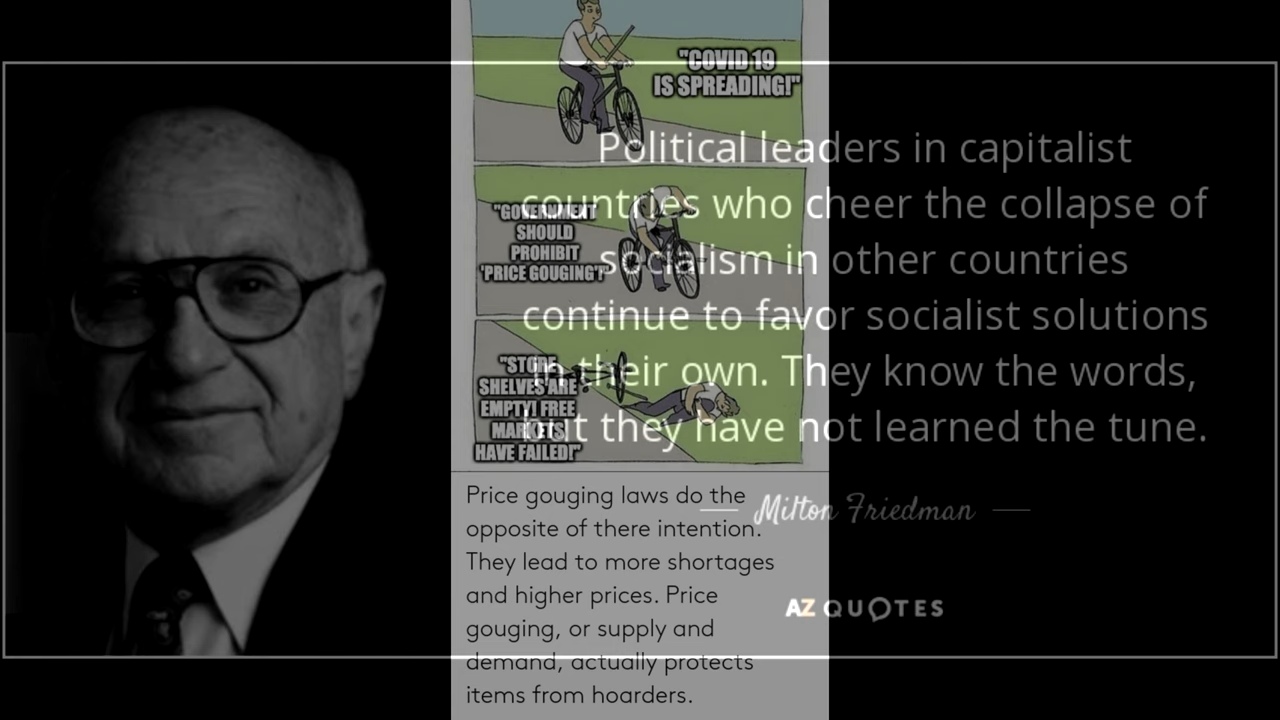 "COVID 19
IS SPREADING!"
"GOVERNMENT
SHOULD
PROHIBIT
'PRICE GOUGING'!"
"STORE
SHELVES ARE
EMPTY! FREE
MARKETS
HAVE FAILED!"
Price gouging laws do the
opposite of there intention.
They lead to more shortages
and higher prices. Price
gouging, or supply and
demand, actually protects
items from hoarders.
Political leaders in capitalist
countries who cheer the collapse of
socialism in other countries
continue to favor socialist solutions
in their own. They know the words,
but they have not learned the tune.
Milton Friedman
AZ QUOTES